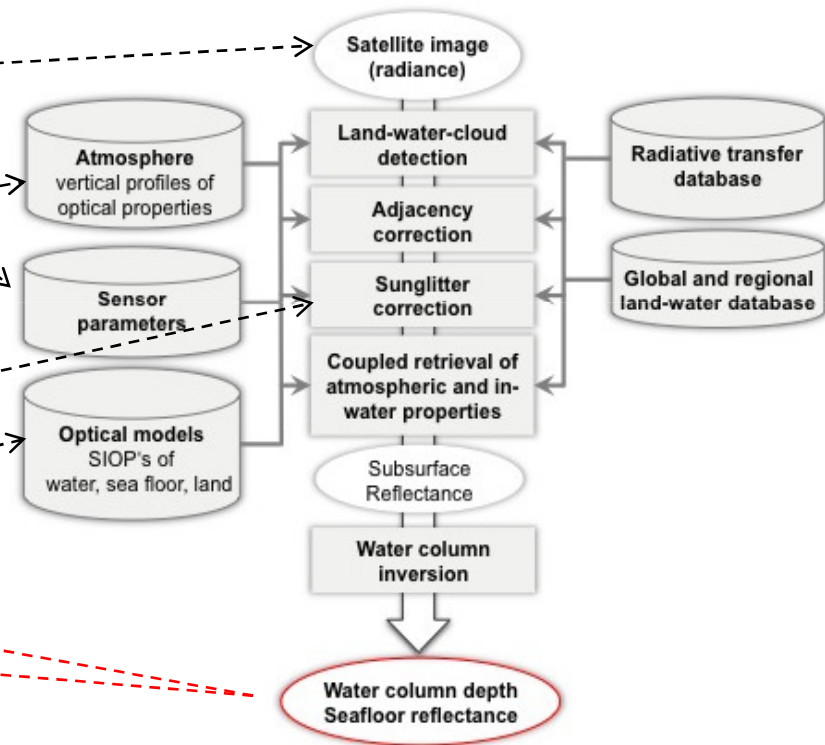 Satellite image
(radiance)
Land-water-cloud
detection
Adjacency
correction
Sunglitter
correction
Coupled retrieval of
atmospheric and in-
water properties
Subsurface
Reflectance
Water column
inversion
Water column depth
Seafloor reflectance
Atmosphere
vertical profiles of
optical properties
Sensor
parameters
Optical models
SIOP's of
water, sea floor, land
Radiative transfer
database
Global and regional
land-water database